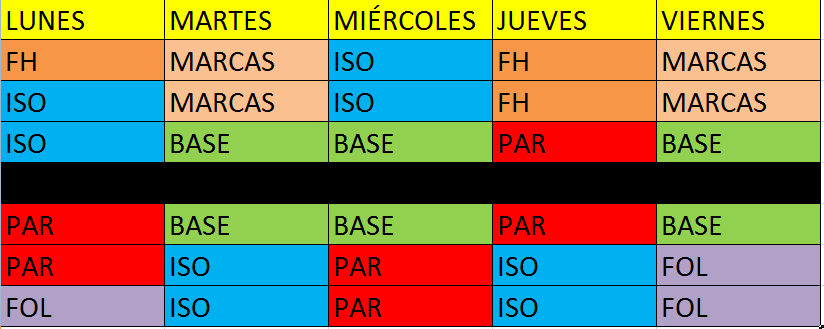 LUNES MARTES MIÉRCOLES JUEVES VIERNES
FH MARCAS ISO FH MARCAS
ISO MARCAS ISO FH MARCAS
ISO BASE BASE PAR BASE
PAR BASE BASE PAR BASE
PAR ISO PAR ISO FOL
FOL ISO PAR ISO FOL